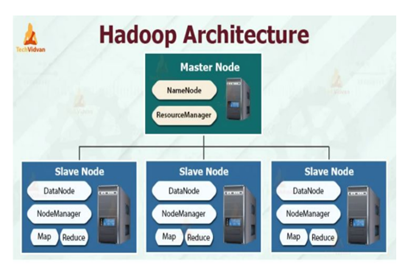 TechVidvan
Hadoop Architecture
Master Node
NameNode
ResourceManager
Slave Node
DataNode
NodeManager
Map Reduce
Slave Node
DataNode
NodeManager
Map Reduce
Slave Node
DataNode
NodeManager
Map Reduce